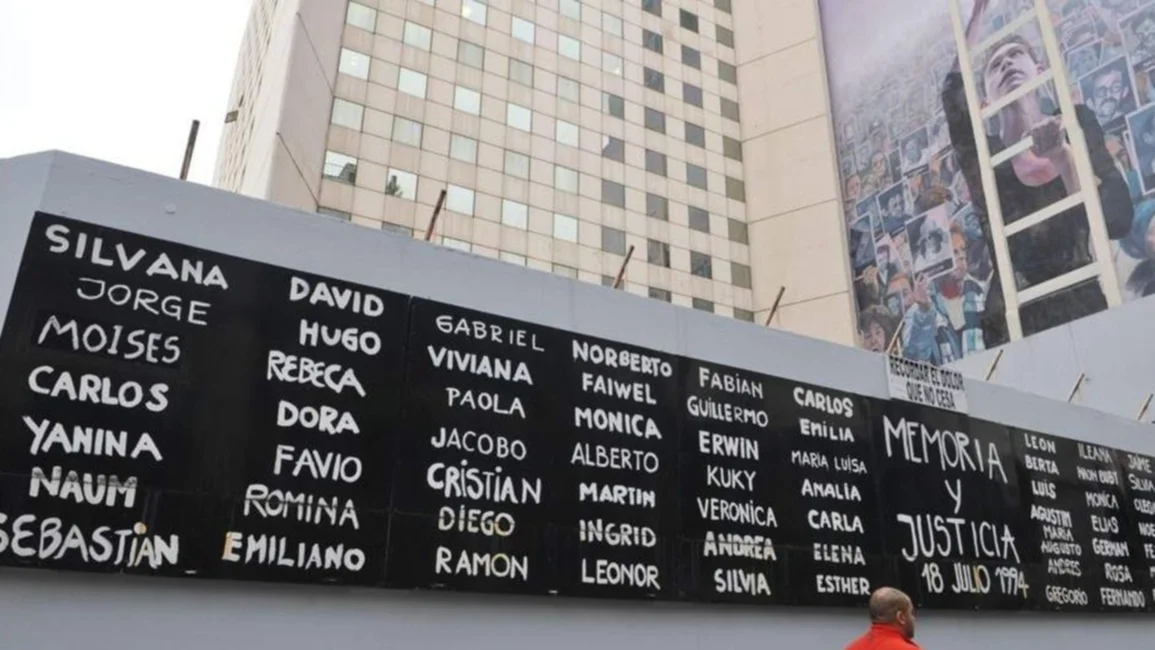 SILVANA
JORGE
MOISES
CARLOS
YANINA
NAUM
SEBASTIAN
DAVID
HUGO
REBECA
DORA
FAVIO
ROMINA
EMILIANO
GABRIEL
VIVIANA
PAOLA
JACOBO
CRISTIAN
DIEGO
RAMON
NORBERTO
FAIWEL
MONICA
ALBERTO
MARTIN
INGRID
LEONOR
FABIAN
GUILLERMO
ERWIN
KUKY
VERONICA
ANDREA
SILVIA
CARLOS
EMILIA
MARIA LUISA
ANALIA
CARLA
ELENA
ESTHER
RECORDAR EL DOLOR
QUE NO CESA
MEMORIA
Y
JUSTICIA
18 JULIO 1994
LEON
BERTA
LUIS
AGUSTIN
MARIA
AUGUSTO
ANDRES
GREGORIO
ILEANA
MONICA
ELIAS
GERMAN
ROSA
FERNANDO
JAIME